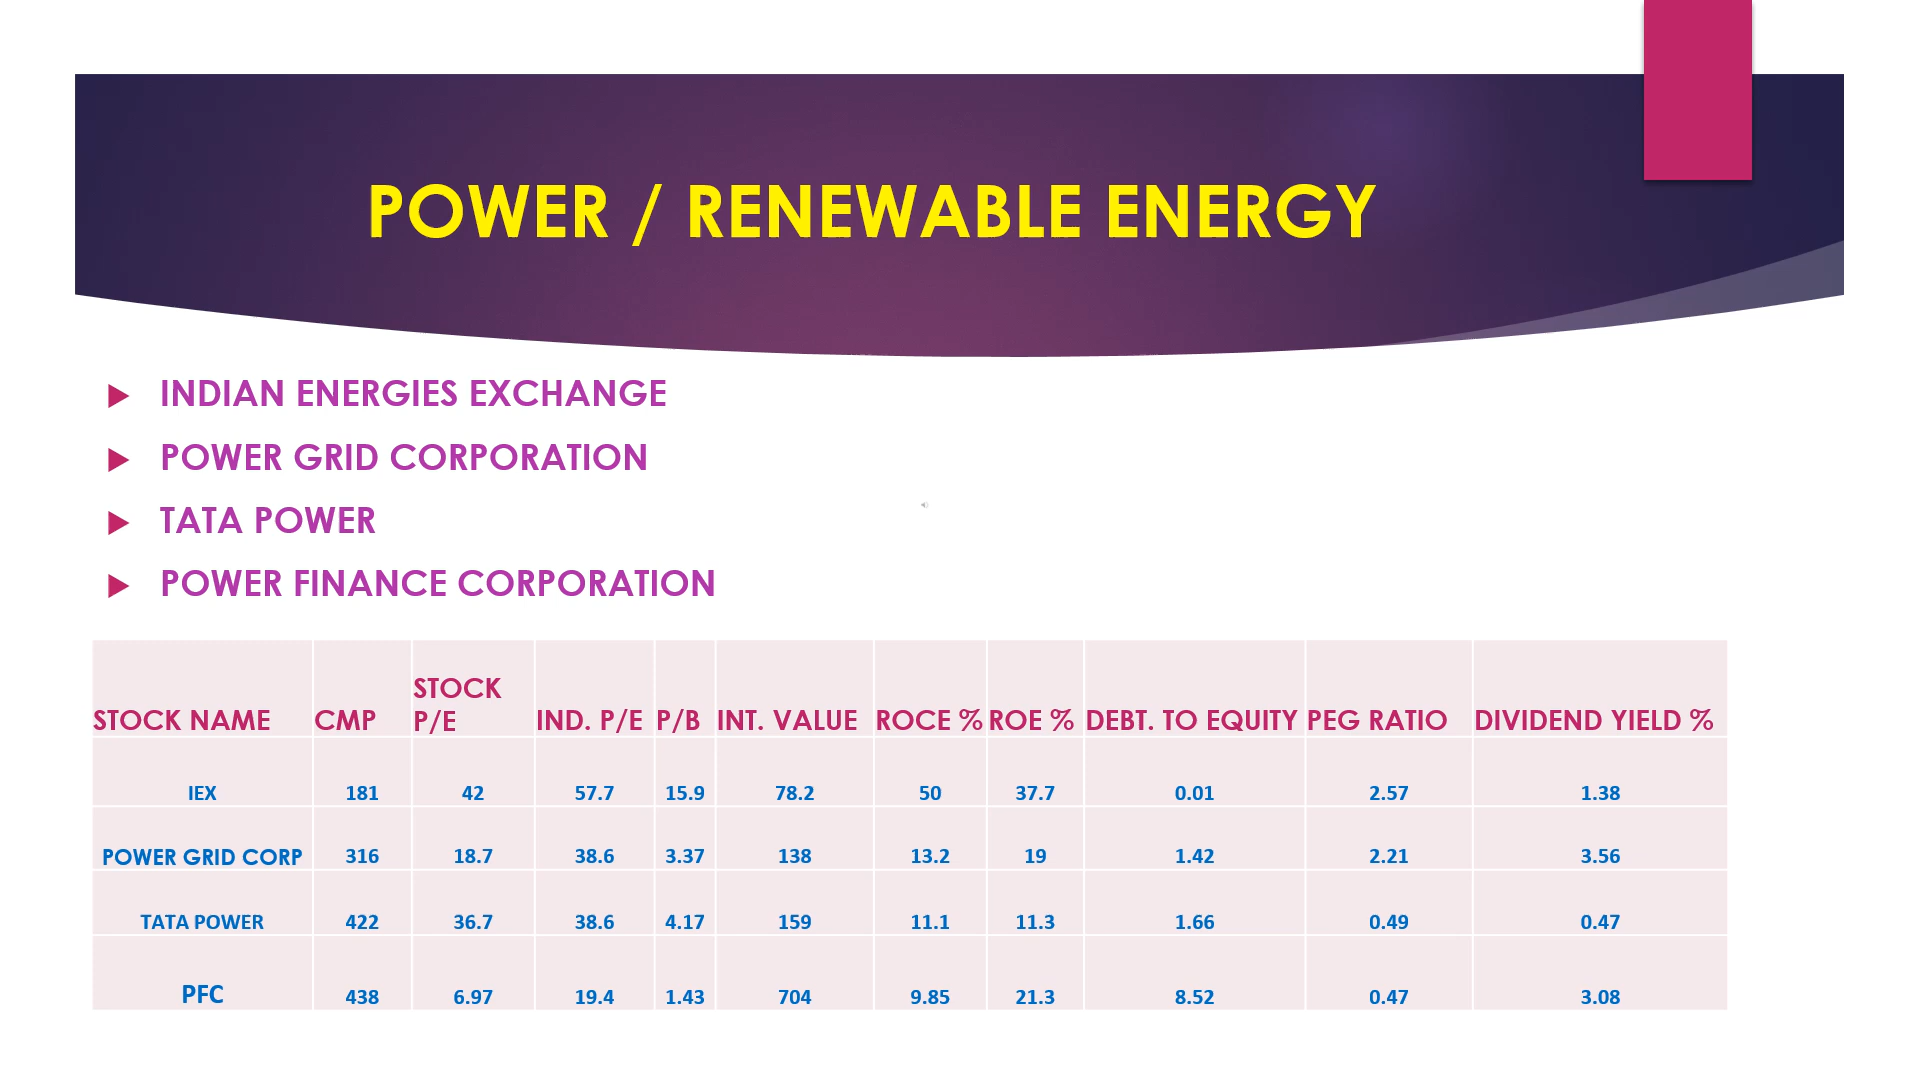 POWER / RENEWABLE ENERGY
INDIAN ENERGIES EXCHANGE
POWER GRID CORPORATION
TATA POWER
POWER FINANCE CORPORATION
STOCK NAME CMP STOCK P/E IND. P/E P/B INT. VALUE ROCE % ROE % DEBT. TO EQUITY PEG RATIO DIVIDEND YIELD %
IEX 181 42 57.7 15.9 78.2 50 37.7 0.01 2.57 1.38
POWER GRID CORP 316 18.7 38.6 3.37 138 13.2 19 1.42 2.21 3.56
TATA POWER 422 36.7 38.6 4.17 159 11.1 11.3 1.66 0.49 0.47
PFC 438 6.97 19.4 1.43 704 9.85 21.3 8.52 0.47 3.08